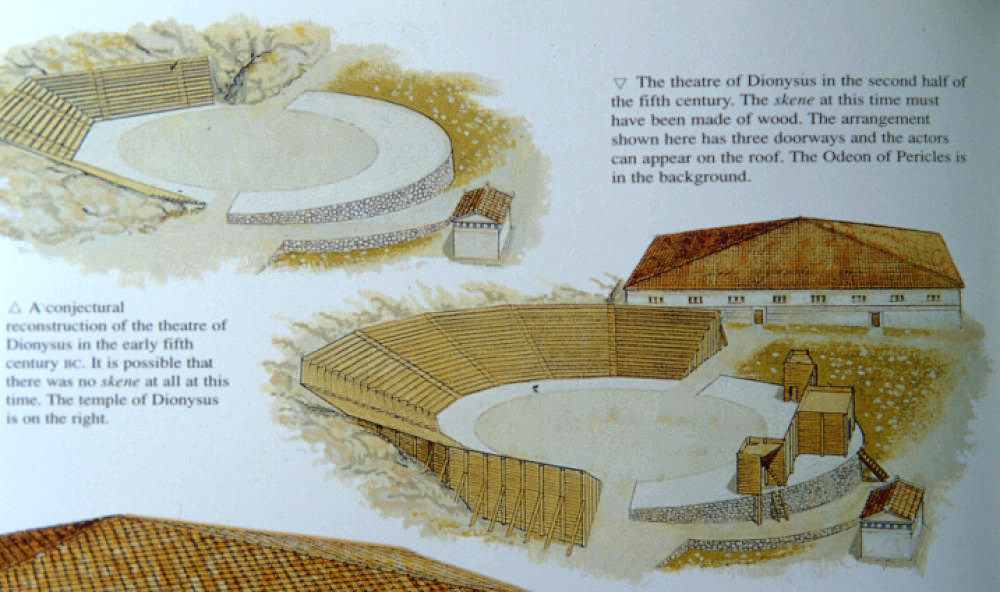 ▽ The theatre of Dionysus in the second half of
the fifth century. The skene at this time must
have been made of wood. The arrangement
shown here has three doorways and the actors
can appear on the roof. The Odeon of Pericles is
in the background.
△ A conjectural
reconstruction of the theatre of
Dionysus in the early fifth
century BC. It is possible that
there was no skene at all at this
time. The temple of Dionysus
is on the right.